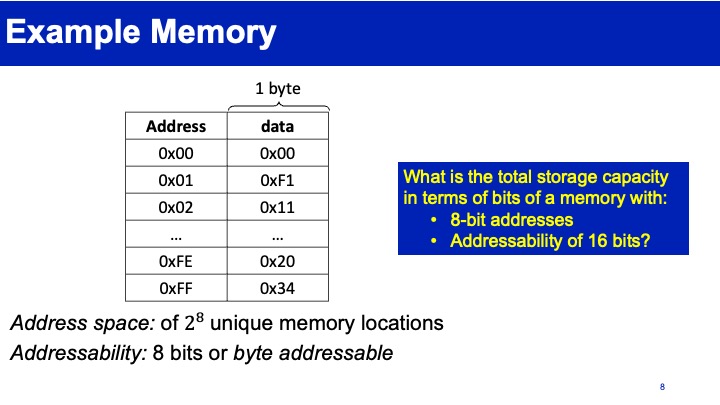 Example Memory
1 byte
Address data
0x00 0x00
0x01 0xF1
0x02 0x11
... ...
0xFE 0x20
0xFF 0x34
What is the total storage capacity
in terms of bits of a memory with:
• 8-bit addresses
• Addressability of 16 bits?
Address space: of 2⁸ unique memory locations
Addressability: 8 bits or byte addressable
8